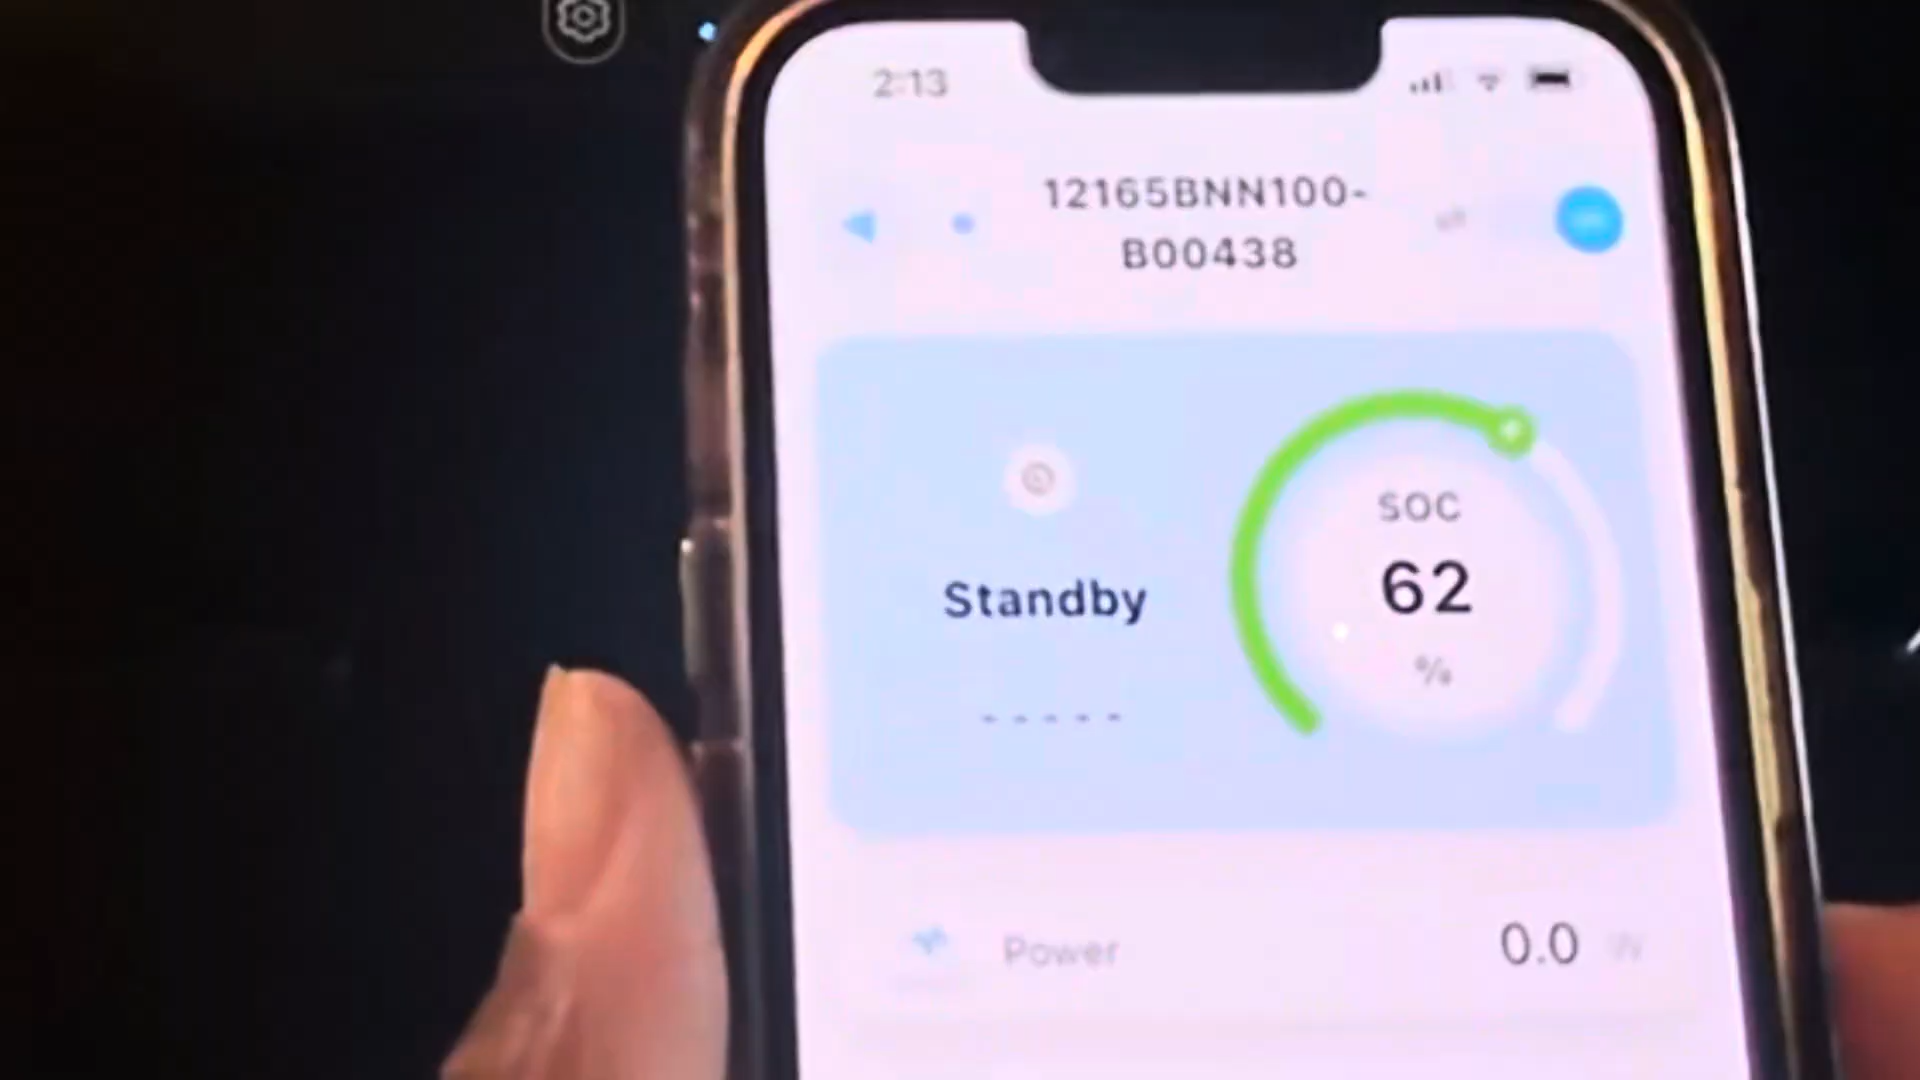 2:13
12165BNN100-
B00438
Standby
-----
SOC
62
%
Power
0.0 W